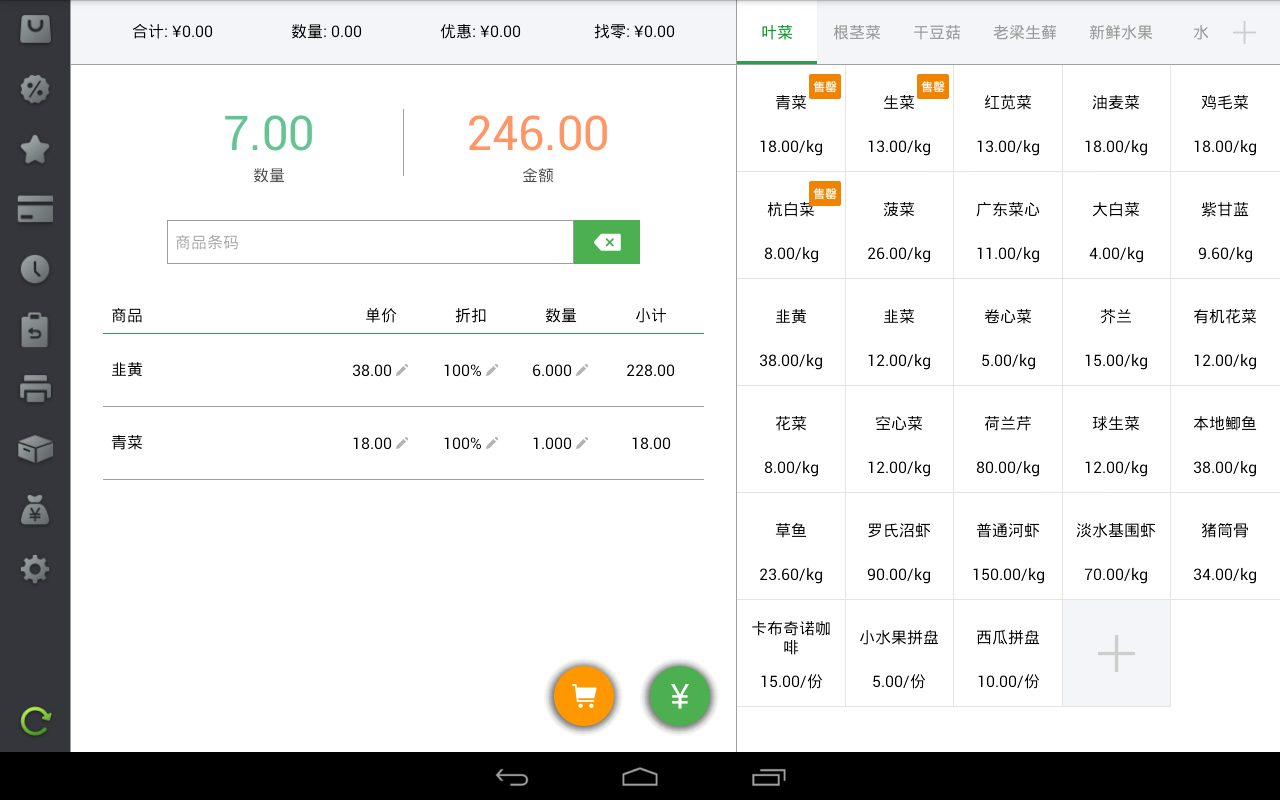 合计: ¥0.00 数量: 0.00 优惠: ¥0.00 找零: ¥0.00
7.00 246.00
数量 金额
商品条码
商品 单价 折扣 数量 小计
韭黄 38.00 100% 6.000 228.00
青菜 18.00 100% 1.000 18.00
¥
叶菜 根茎菜 干豆菇 老梁生藓 新鲜水果 水
售罄 售罄
青菜 生菜 红苋菜 油麦菜 鸡毛菜
18.00/kg 13.00/kg 13.00/kg 18.00/kg 18.00/kg
售罄
杭白菜 菠菜 广东菜心 大白菜 紫甘蓝
8.00/kg 26.00/kg 11.00/kg 4.00/kg 9.60/kg
韭黄 韭菜 卷心菜 芥兰 有机花菜
38.00/kg 12.00/kg 5.00/kg 15.00/kg 12.00/kg
花菜 空心菜 荷兰芹 球生菜 本地鲫鱼
8.00/kg 12.00/kg 80.00/kg 12.00/kg 38.00/kg
草鱼 罗氏沼虾 普通河虾 淡水基围虾 猪筒骨
23.60/kg 90.00/kg 150.00/kg 70.00/kg 34.00/kg
卡布奇诺咖
啡 小水果拼盘 西瓜拼盘
15.00/份 5.00/份 10.00/份